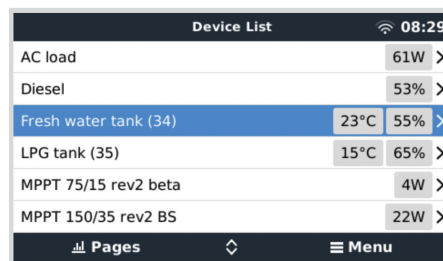 Device List 08:29
AC load 61W
Diesel 53%
Fresh water tank (34) 23°C 55%
LPG tank (35) 15°C 65%
MPPT 75/15 rev2 beta 4W
MPPT 150/35 rev2 BS 22W
Pages Menu